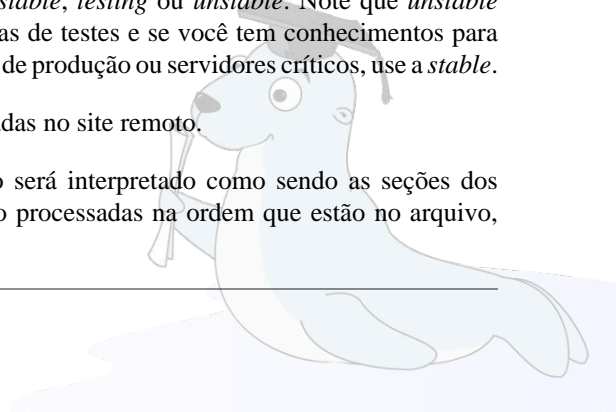 stable, testing ou unstable. Note que unstable
as de testes e se você tem conhecimentos para
de produção ou servidores críticos, use a stable.
das no site remoto.
o será interpretado como sendo as seções dos
o processadas na ordem que estão no arquivo,